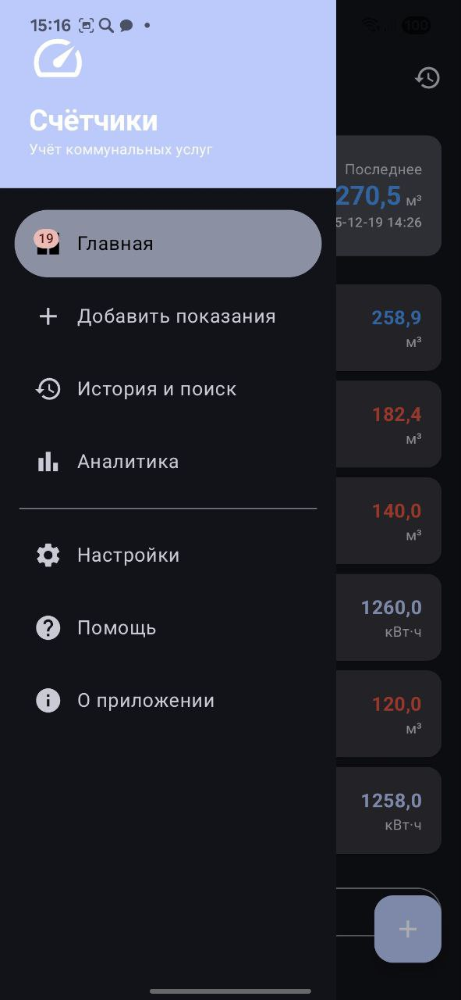 15:16
100
Счётчики
Учёт коммунальных услуг
Последнее
270,5 м³
5-12-19 14:26
19
Главная
258,9
м³
Добавить показания
История и поиск
182,4
м³
Аналитика
140,0
м³
Настройки
1260,0
кВт·ч
Помощь
120,0
м³
О приложении
1258,0
кВт·ч